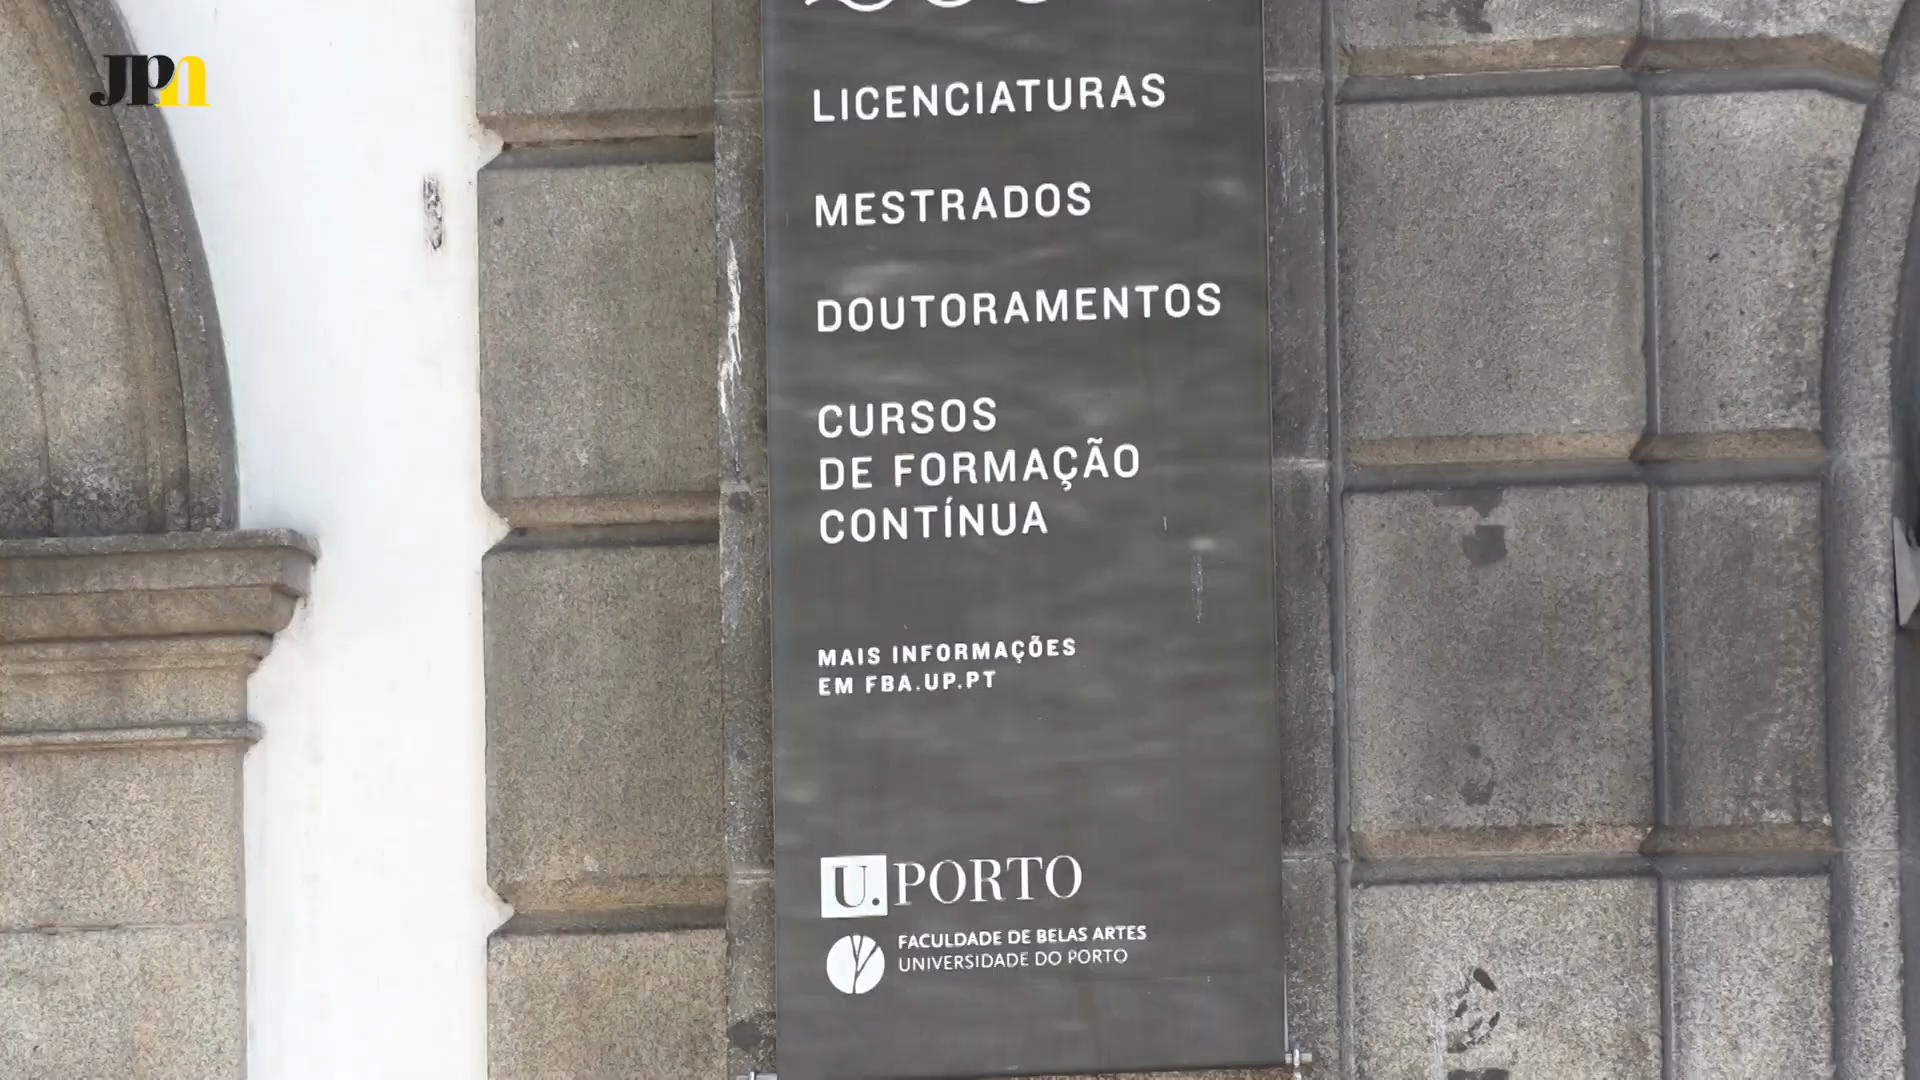 JPn
LICENCIATURAS
MESTRADOS
DOUTORAMENTOS
CURSOS
DE FORMAÇÃO
CONTÍNUA
MAIS INFORMAÇÕES
EM FBA.UP.PT
U.PORTO
FACULDADE DE BELAS ARTES
UNIVERSIDADE DO PORTO